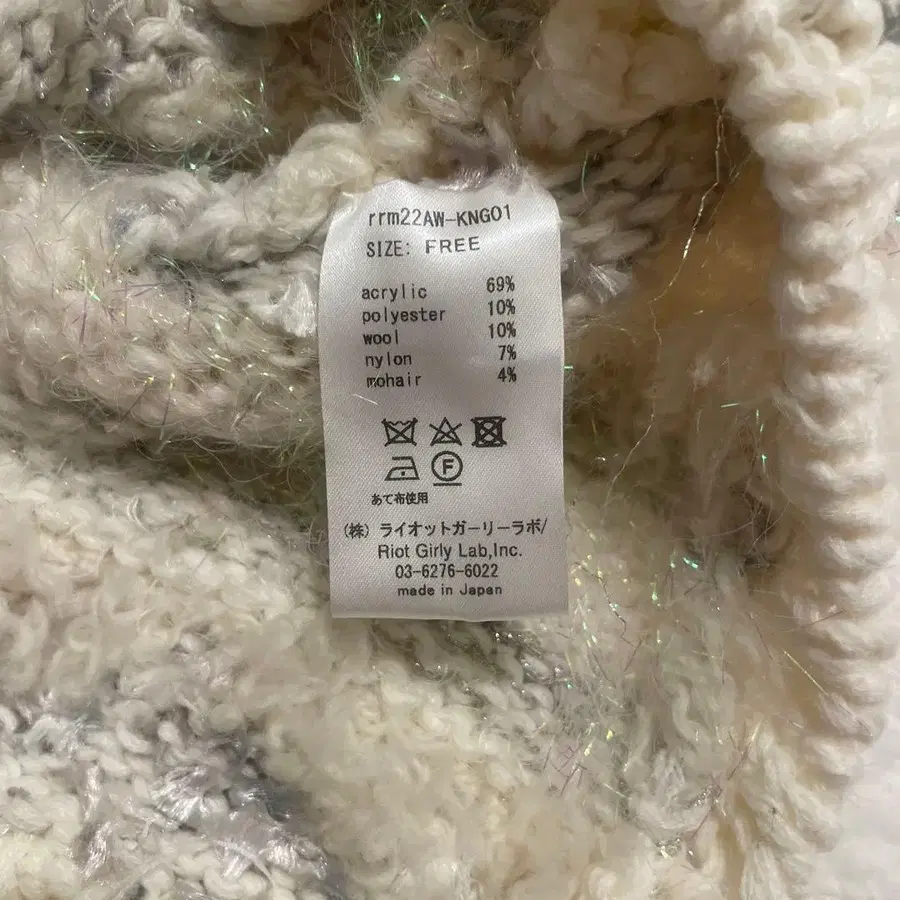 rrm22AW-KNG01
SIZE: FREE
acrylic 69%
polyester 10%
wool 10%
nylon 7%
mohair 4%
F
あて布使用
(株) ライオットガーリーラボ/
Riot Girly Lab,Inc.
03-6276-6022
made in Japan